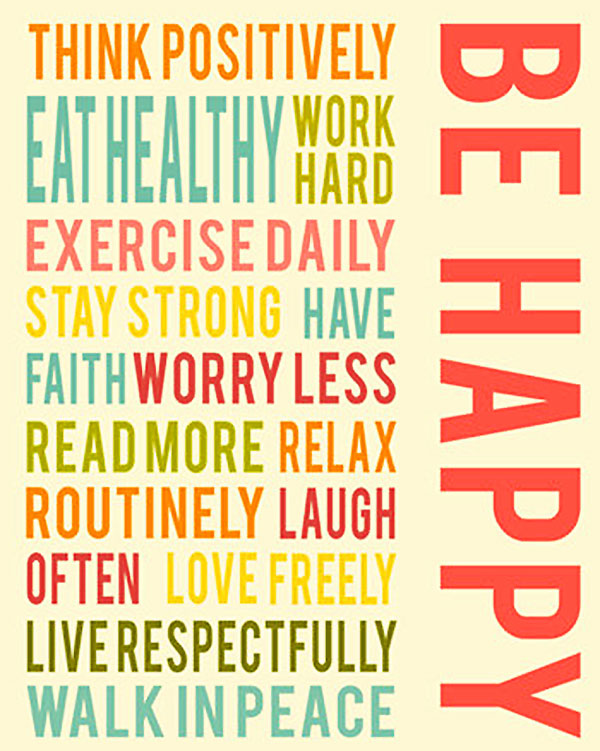 THINK POSITIVELY
EAT HEALTHY
WORK
HARD
EXERCISE DAILY
STAY STRONG HAVE
FAITH WORRY LESS
READ MORE RELAX
ROUTINELY LAUGH
OFTEN LOVE FREELY
LIVE RESPECTFULLY
WALK IN PEACE
BE HAPPY